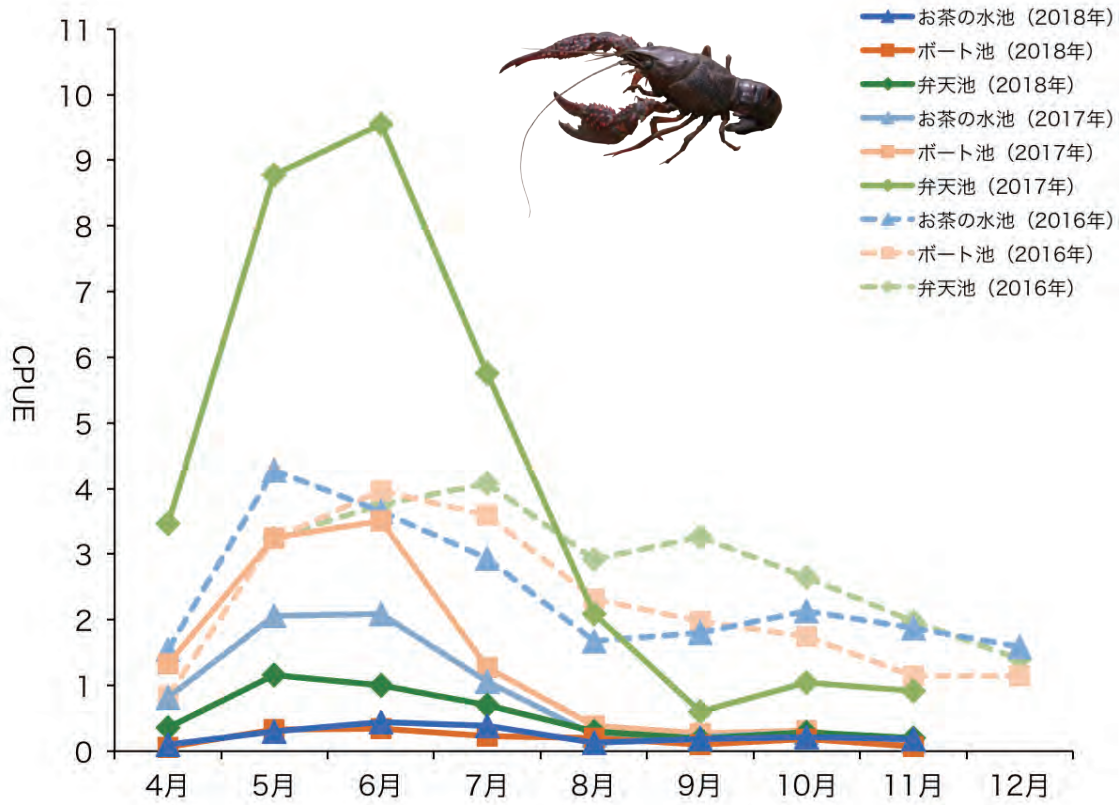 11
10
9
8
7
6
5
4
3
2
1
0
CPUE
4月 5月 6月 7月 8月 9月 10月 11月 12月
お茶の水池（2018年）
ボート池（2018年）
弁天池（2018年）
お茶の水池（2017年）
ボート池（2017年）
弁天池（2017年）
お茶の水池（2016年）
ボート池（2016年）
弁天池（2016年）